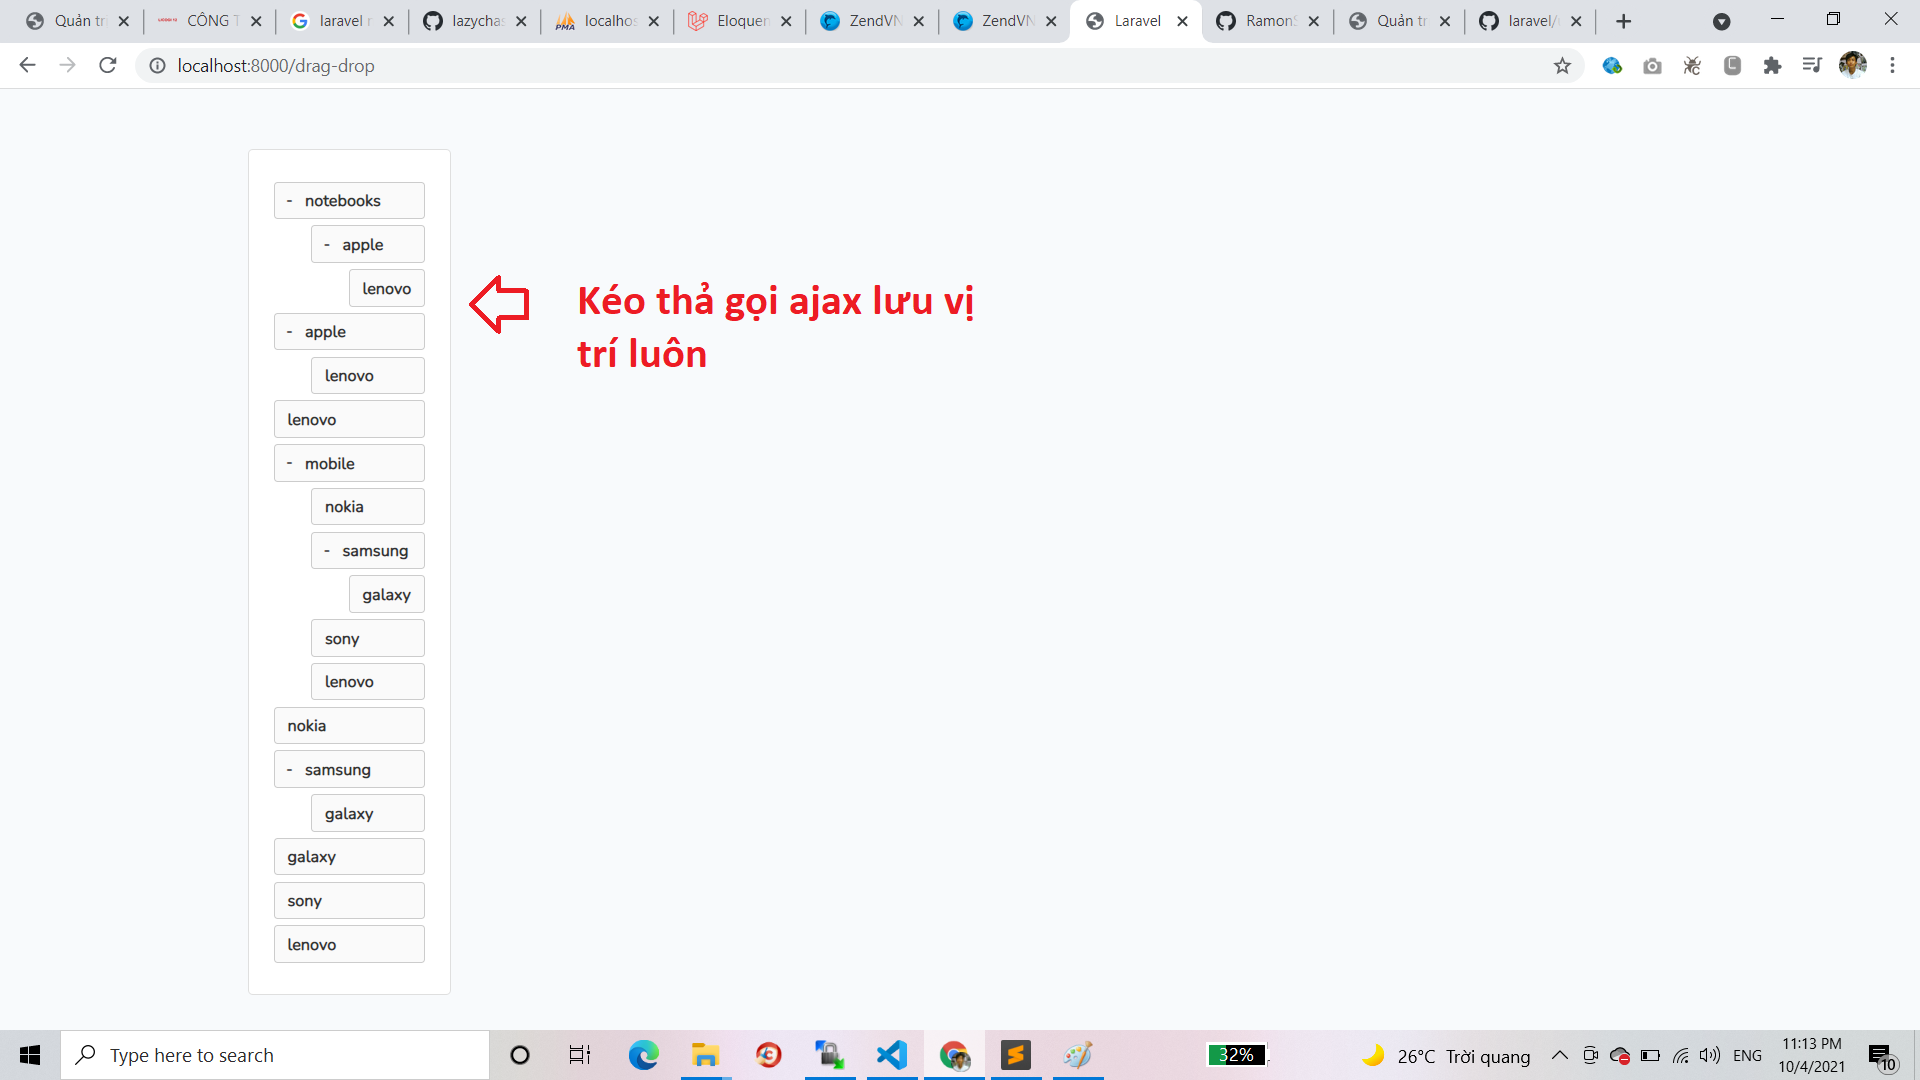 Quản tr
CÔNG T
laravel n
lazychas
localhos
Eloquen
ZendVN
ZendVN
Laravel
RamonS
Quản tr
laravel/
localhost:8000/drag-drop
- notebooks
- apple
lenovo
- apple
lenovo
lenovo
- mobile
nokia
- samsung
galaxy
sony
lenovo
nokia
- samsung
galaxy
galaxy
sony
lenovo
Kéo thả gọi ajax lưu vị
trí luôn
Type here to search
32%
26°C Trời quang
ENG
11:13 PM
10/4/2021
10